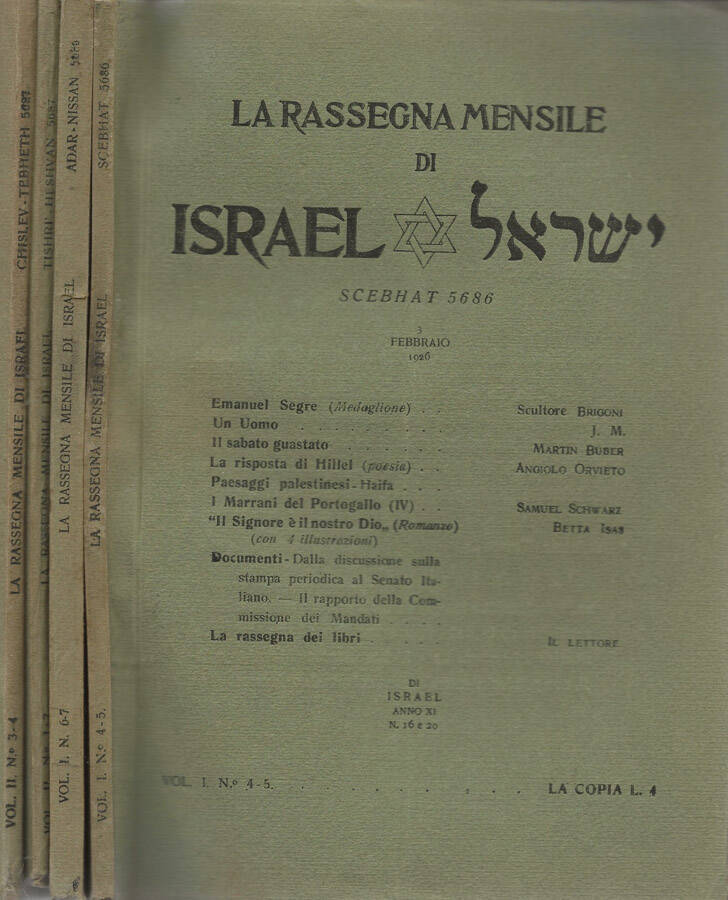 VOL. II. N.º 3-4 LA RASSEGNA MENSILE DI ISRAEL CHISLEV-TEBHETH 5687
LA RASSEGNA MENSILE DI ISRAEL TISHRÌ-HESHVAN 5687
VOL. I. N. 6-7 LA RASSEGNA MENSILE DI ISRAEL ADAR-NISSAN 5686
VOL. I. N.º 4-5. LA RASSEGNA MENSILE DI ISRAEL SCEBHAT 5686
LA RASSEGNA MENSILE
DI
ISRAEL ישראל
SCEBHAT 5686
3
FEBBRAIO
1926
Emanuel Segre (Medaglione) . . Scultore BRIGONI
Un Uomo . . . . . . . . . . J. M.
Il sabato guastato . . . . . . . MARTIN BUBER
La risposta di Hillel (poesia) . . ANGIOLO ORVIETO
Paesaggi palestinesi-Haifa . . .
I Marrani del Portogallo (IV) . . SAMUEL SCHWARZ
"Il Signore è il nostro Dio„ (Romanzo) BETTA ISAS
(con 4 illustrazioni)
Documenti - Dalla discussione sulla
stampa periodica al Senato Ita-
liano. — Il rapporto della Com-
missione dei Mandati . . . .
La rassegna dei libri . . . . . IL LETTORE
DI
ISRAEL
ANNO XI
N. 16 e 20
VOL. I. N.º 4-5. . . . . . . . . . LA COPIA L. 4